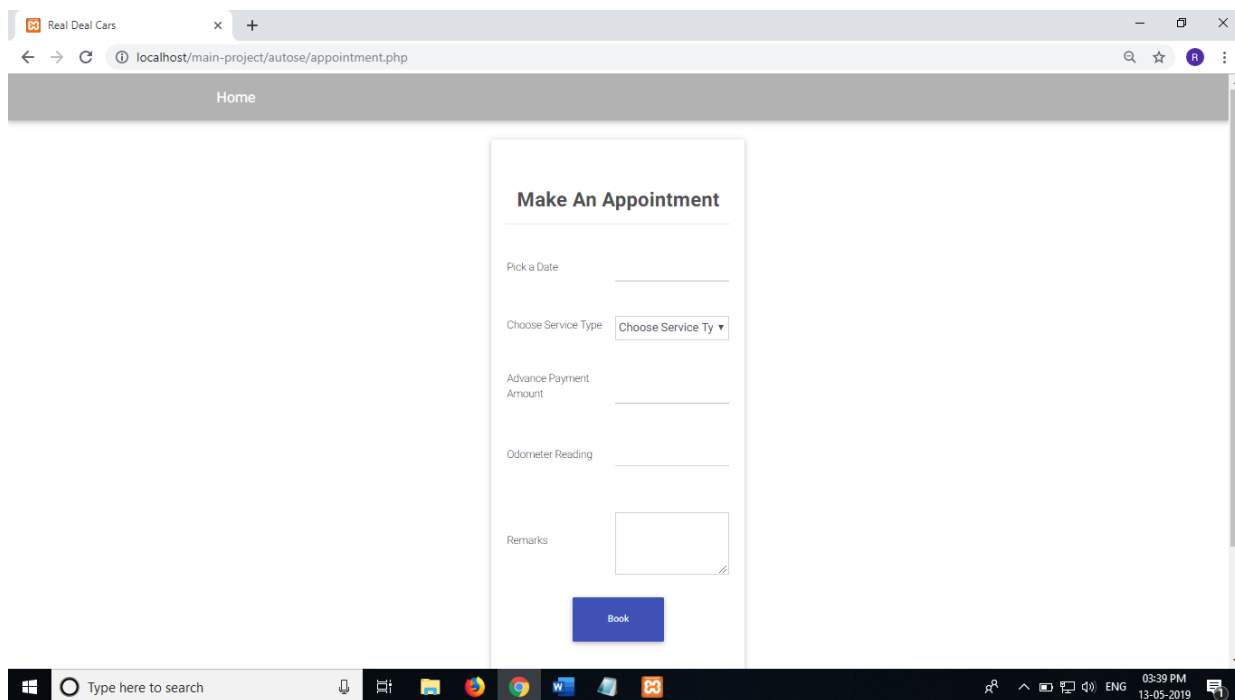 Real Deal Cars
localhost/main-project/autose/appointment.php
R
Home
Make An Appointment
Pick a Date
Choose Service Type
Choose Service Ty
Advance Payment
Amount
Odometer Reading
Remarks
Book
Type here to search
ENG
03:39 PM
13-05-2019
1